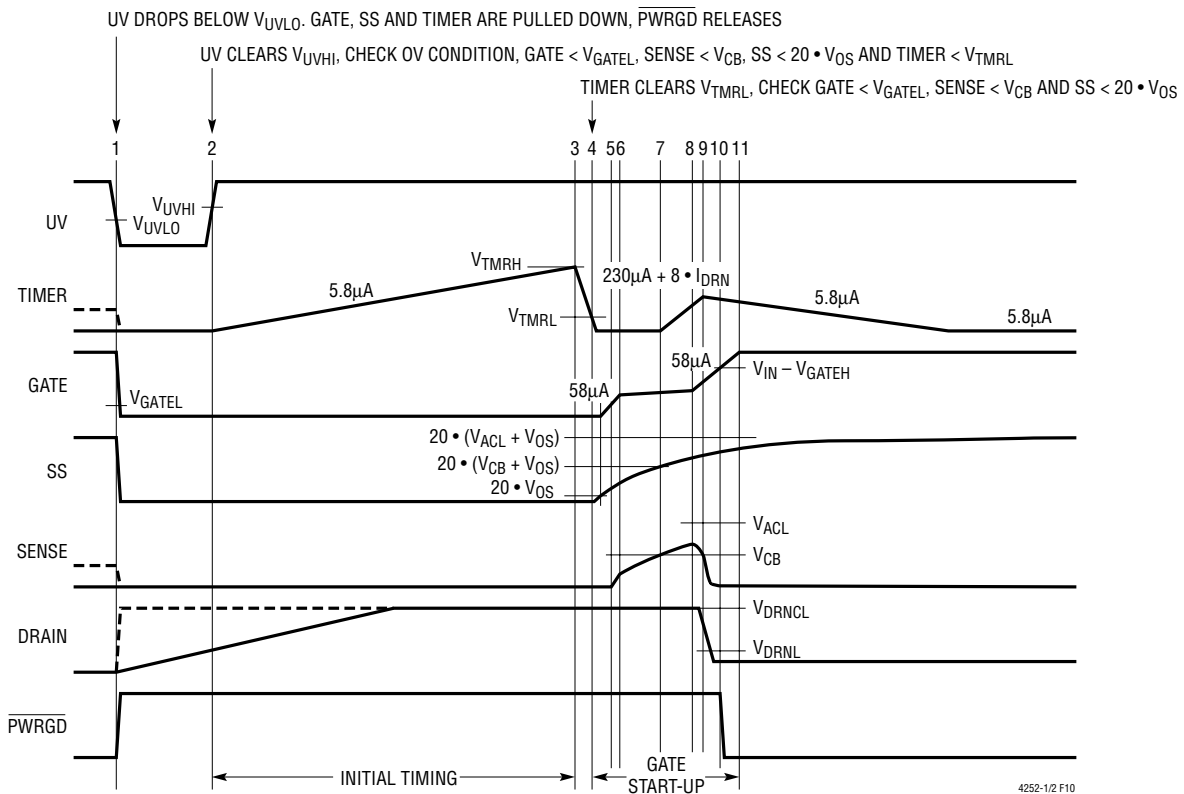 UV DROPS BELOW VUVLO. GATE, SS AND TIMER ARE PULLED DOWN, PWRGD RELEASES
UV CLEARS VUVHI, CHECK OV CONDITION, GATE < VGATEL, SENSE < VCB, SS < 20 • VOS AND TIMER < VTMRL
TIMER CLEARS VTMRL, CHECK GATE < VGATEL, SENSE < VCB AND SS < 20 • VOS
1 2 3 4 5 6 7 8 9 10 11
UV
VUVLO
VUVHI
TIMER
5.8µA
VTMRH
VTMRL
230µA + 8 • IDRN
5.8µA
5.8µA
GATE
VGATEL
58µA
58µA
VIN – VGATEH
SS
20 • (VACL + VOS)
20 • (VCB + VOS)
20 • VOS
SENSE
VACL
VCB
DRAIN
VDRNCL
VDRNL
PWRGD
INITIAL TIMING
GATE
START-UP
4252-1/2 F10